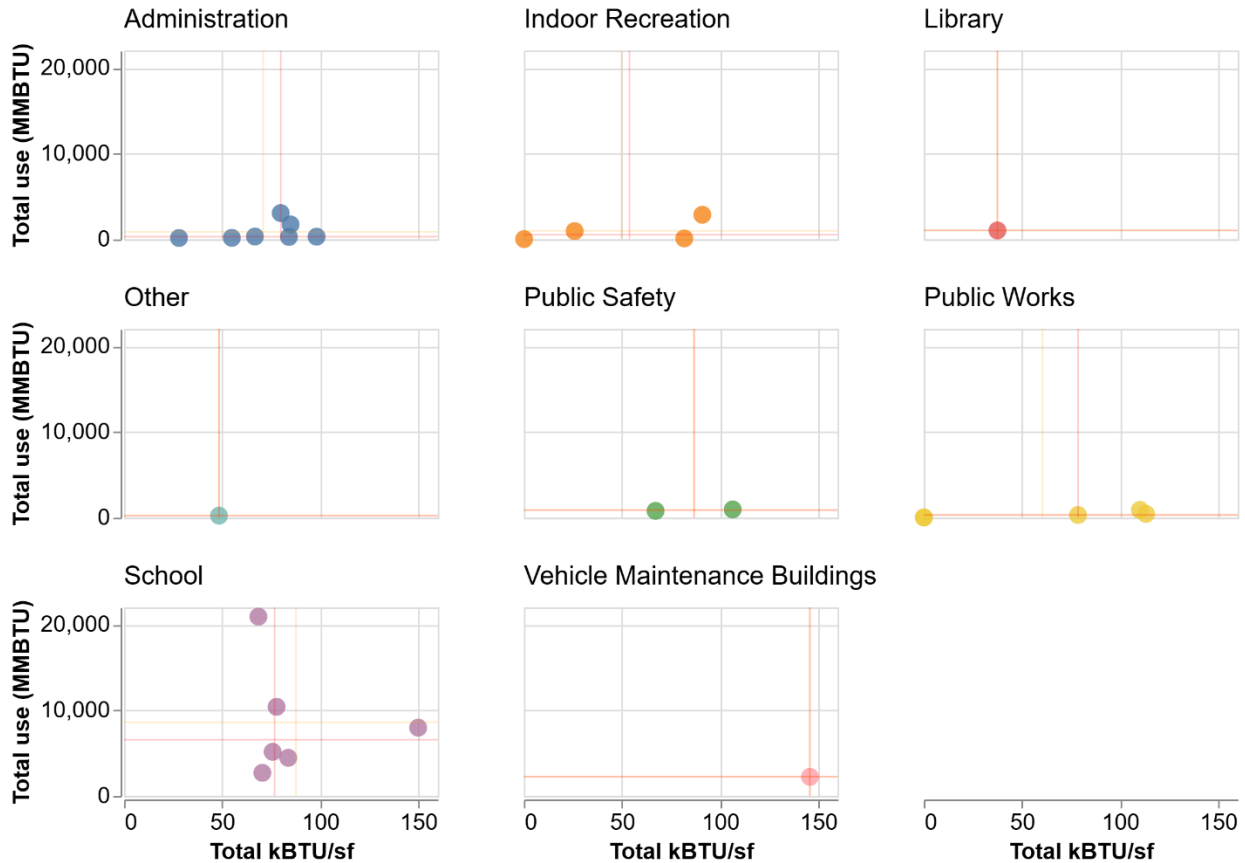 Administration
Indoor Recreation
Library
Total use (MMBTU)
20,000
10,000
0
Other
Public Safety
Public Works
Total use (MMBTU)
20,000
10,000
0
School
Vehicle Maintenance Buildings
Total use (MMBTU)
20,000
10,000
0
0 50 100 150
0 50 100 150
0 50 100 150
Total kBTU/sf
Total kBTU/sf
Total kBTU/sf